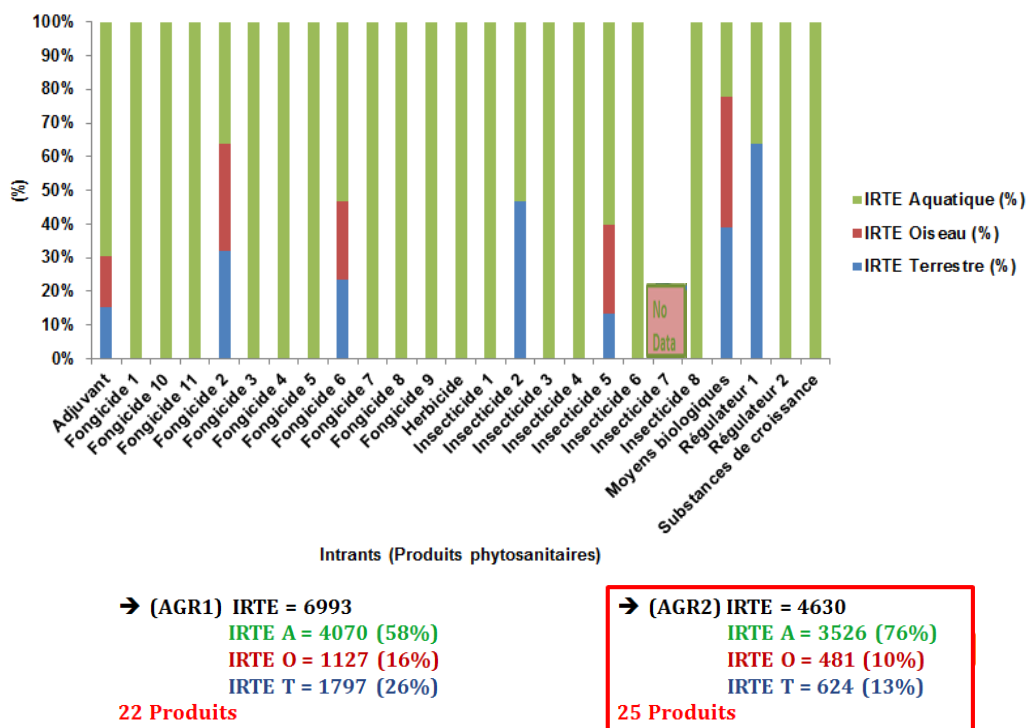 100%
90%
80%
70%
60%
50%
40%
30%
20%
10%
0%
(%)
IRTE Aquatique (%)
IRTE Oiseau (%)
IRTE Terrestre (%)
No
Data
Adjuvant
Fongicide 1
Fongicide 10
Fongicide 11
Fongicide 2
Fongicide 3
Fongicide 4
Fongicide 5
Fongicide 6
Fongicide 7
Fongicide 8
Fongicide 9
Herbicide
Insecticide 1
Insecticide 2
Insecticide 3
Insecticide 4
Insecticide 5
Insecticide 6
Insecticide 7
Insecticide 8
Moyens biologiques
Régulateur 1
Régulateur 2
Substances de croissance
Intrants (Produits phytosanitaires)
➔ (AGR1) IRTE = 6993
IRTE A = 4070 (58%)
IRTE O = 1127 (16%)
IRTE T = 1797 (26%)
22 Produits
➔ (AGR2) IRTE = 4630
IRTE A = 3526 (76%)
IRTE O = 481 (10%)
IRTE T = 624 (13%)
25 Produits